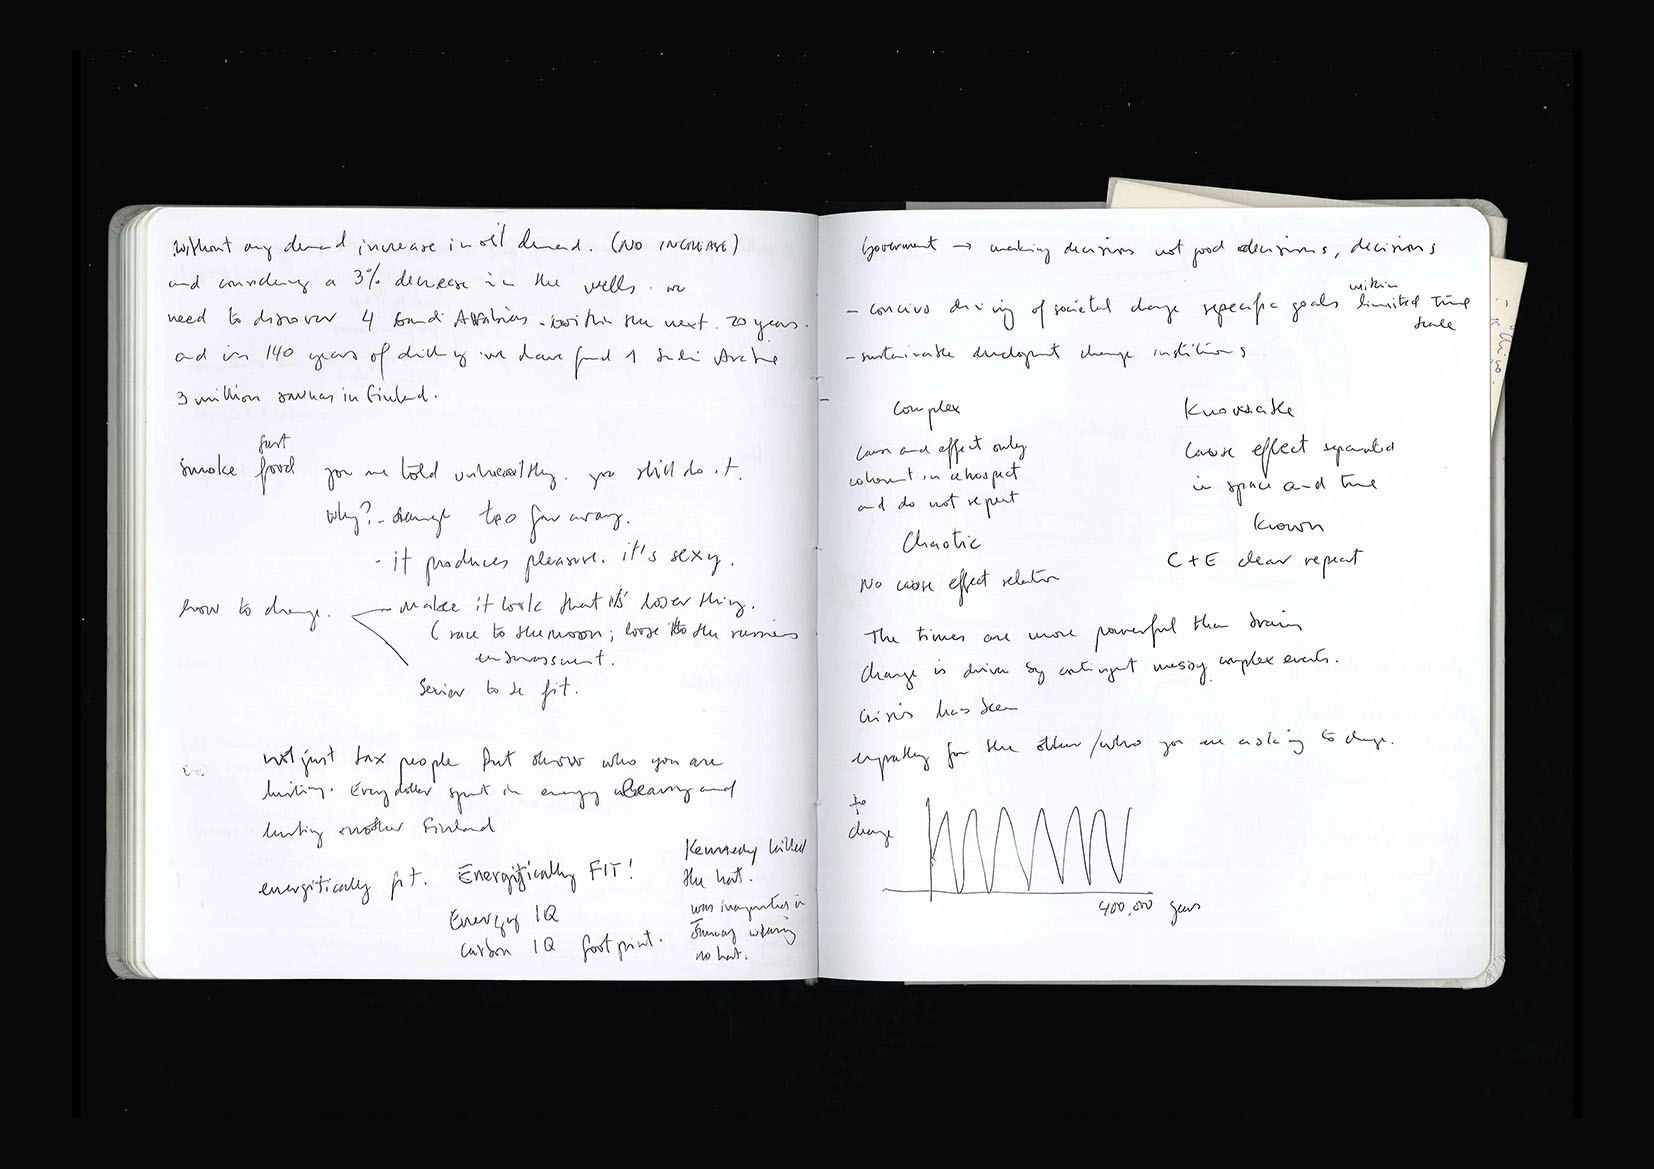 Without any demand increase in oil demand. (NO INCREASE)
and considering a 3% decrease in the wells. we
need to discover 4 Saudi Arabias. within the next 20 years.
and in 140 years of we have found 1 Saudi Arabia
3 million saunas in Finland.
fast
smoke food you are told unhealthy. you still do it.
why? - danger too far away.
- it produces pleasure. it's sexy.
how to change. - make it look that it's loser thing.
(race to the moon; loose to the russians
embarassment.
Sexier to be fit.
not just tax people but show who you are
hurting. Every dollar spent in energy and
hurting another Finland
energitically fit. Energitically FIT!
Energy IQ
Carbon IQ footprint.
Kennedy killed
the hat.
was in
January wearing
no hat.
Government → making decisions not good decisions, decisions
within
- driving of societal change specific goals limited time
scale
- sustainable development change institions
Complex
Cause and effect only
coherent in retrospect
and do not repeat
Knowable
Cause effect separated
in space and time
Chaotic
No cause effect relation
Known
C + E clear repeat
The times are more powerful than brains
Change is driven by contingent messy complex events.
Crisis has been
empathy for the other / who you are asking to change.
change
400,000 years